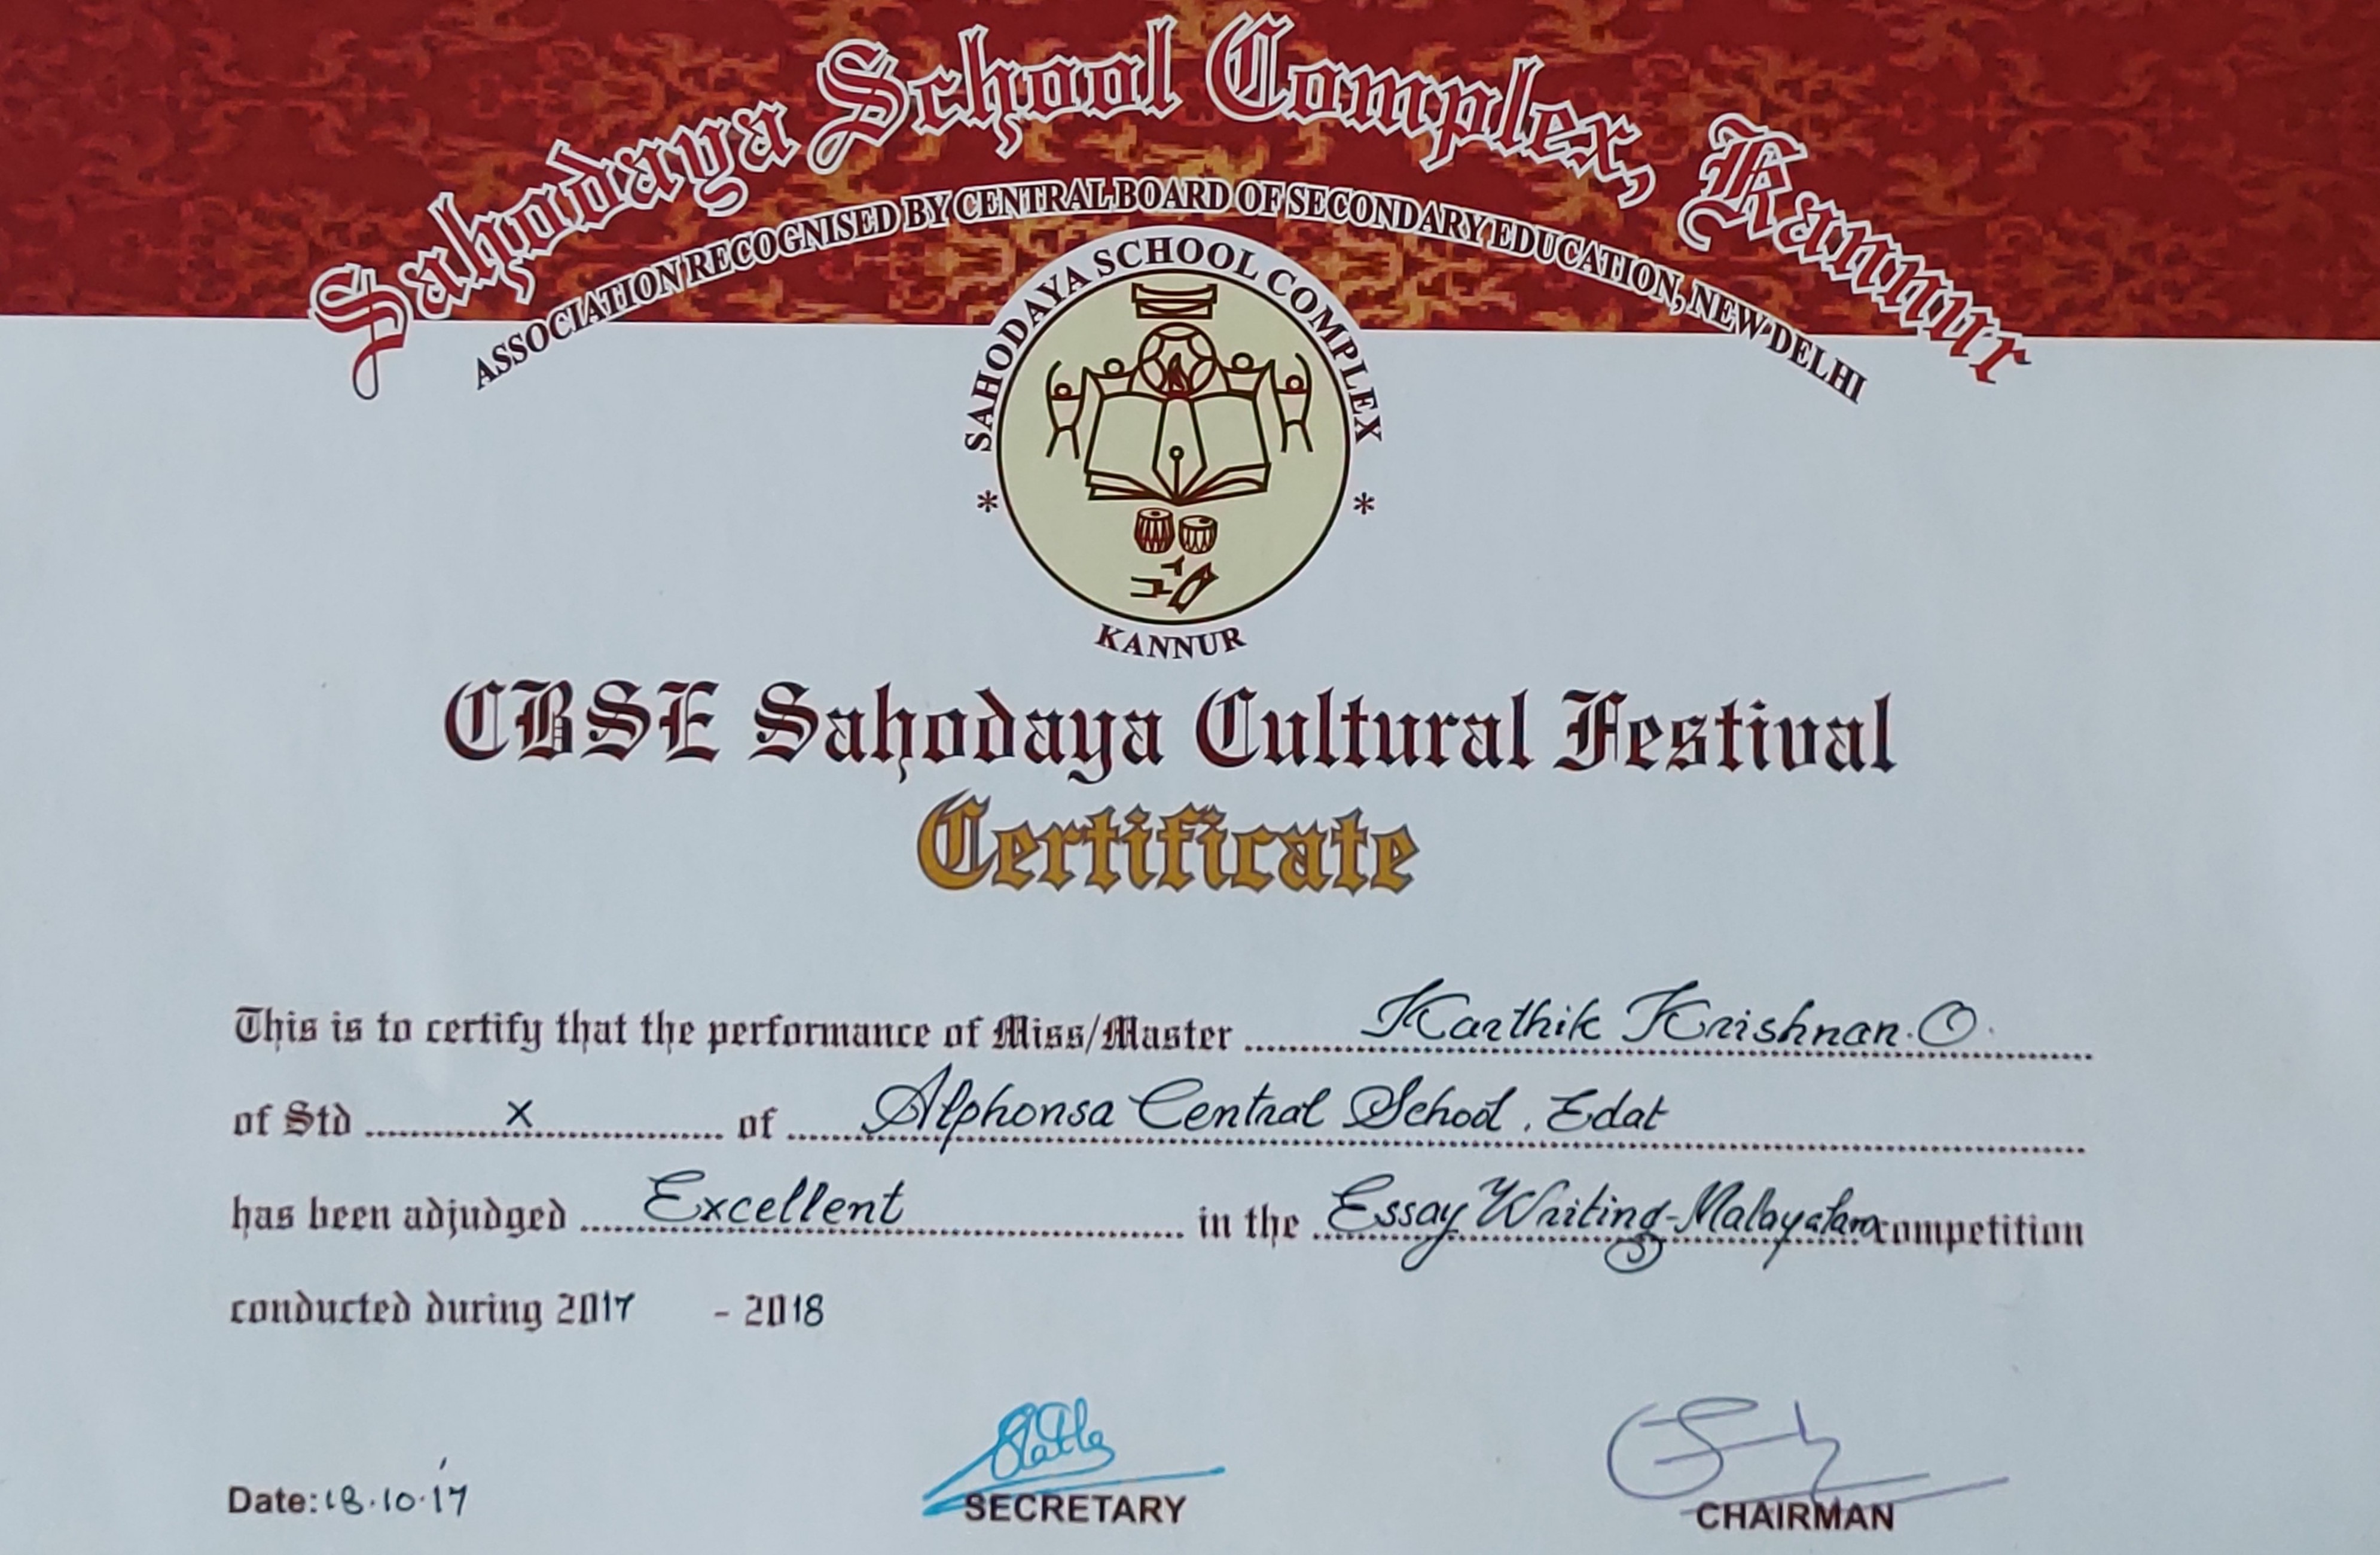 Sahodaya School Complex, Kannur
ASSOCIATION RECOGNISED BY CENTRAL BOARD OF SECONDARY EDUCATION, NEW DELHI
SAHODAYA SCHOOL COMPLEX
* *
KANNUR
CBSE Sahodaya Cultural Festival
Certificate
This is to certify that the performance of Miss/Master Karthik Krishnan. O.
of Std X of Alphonsa Central School, Edat
has been adjudged Excellent in the Essay Writing-Malayalam competition
conducted during 2017 - 2018
Date: 18.10.17
SECRETARY
CHAIRMAN